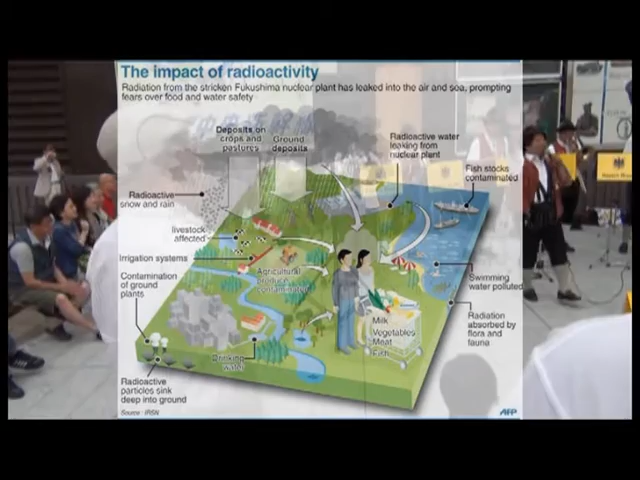 The impact of radioactivity
Radiation from the stricken Fukushima nuclear plant has leaked into the air and sea, prompting
fears over food and water safety
Deposits on
crops and
pastures
Ground
deposits
Radioactive water
leaking from
nuclear plant
Fish stocks
contaminated
Radioactive
snow and rain
livestock
affected
Irrigation systems
Agricultural
produce
contaminated
Contamination
of ground
plants
Swimming
water polluted
Milk
Vegetables
Meat
Fish
Radiation
absorbed by
flora and
fauna
Drinking
water
Radioactive
particles sink
deep into ground
Source : IRSN
AFP